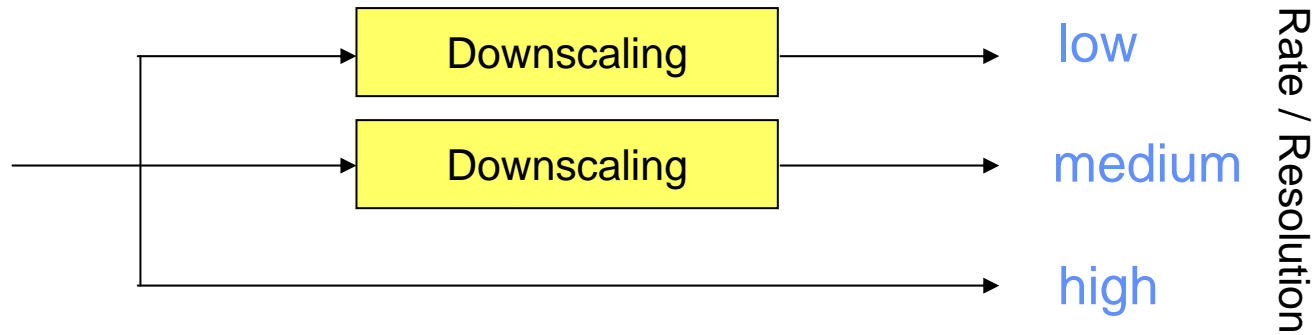 Downscaling
low
Downscaling
medium
high
Rate / Resolution